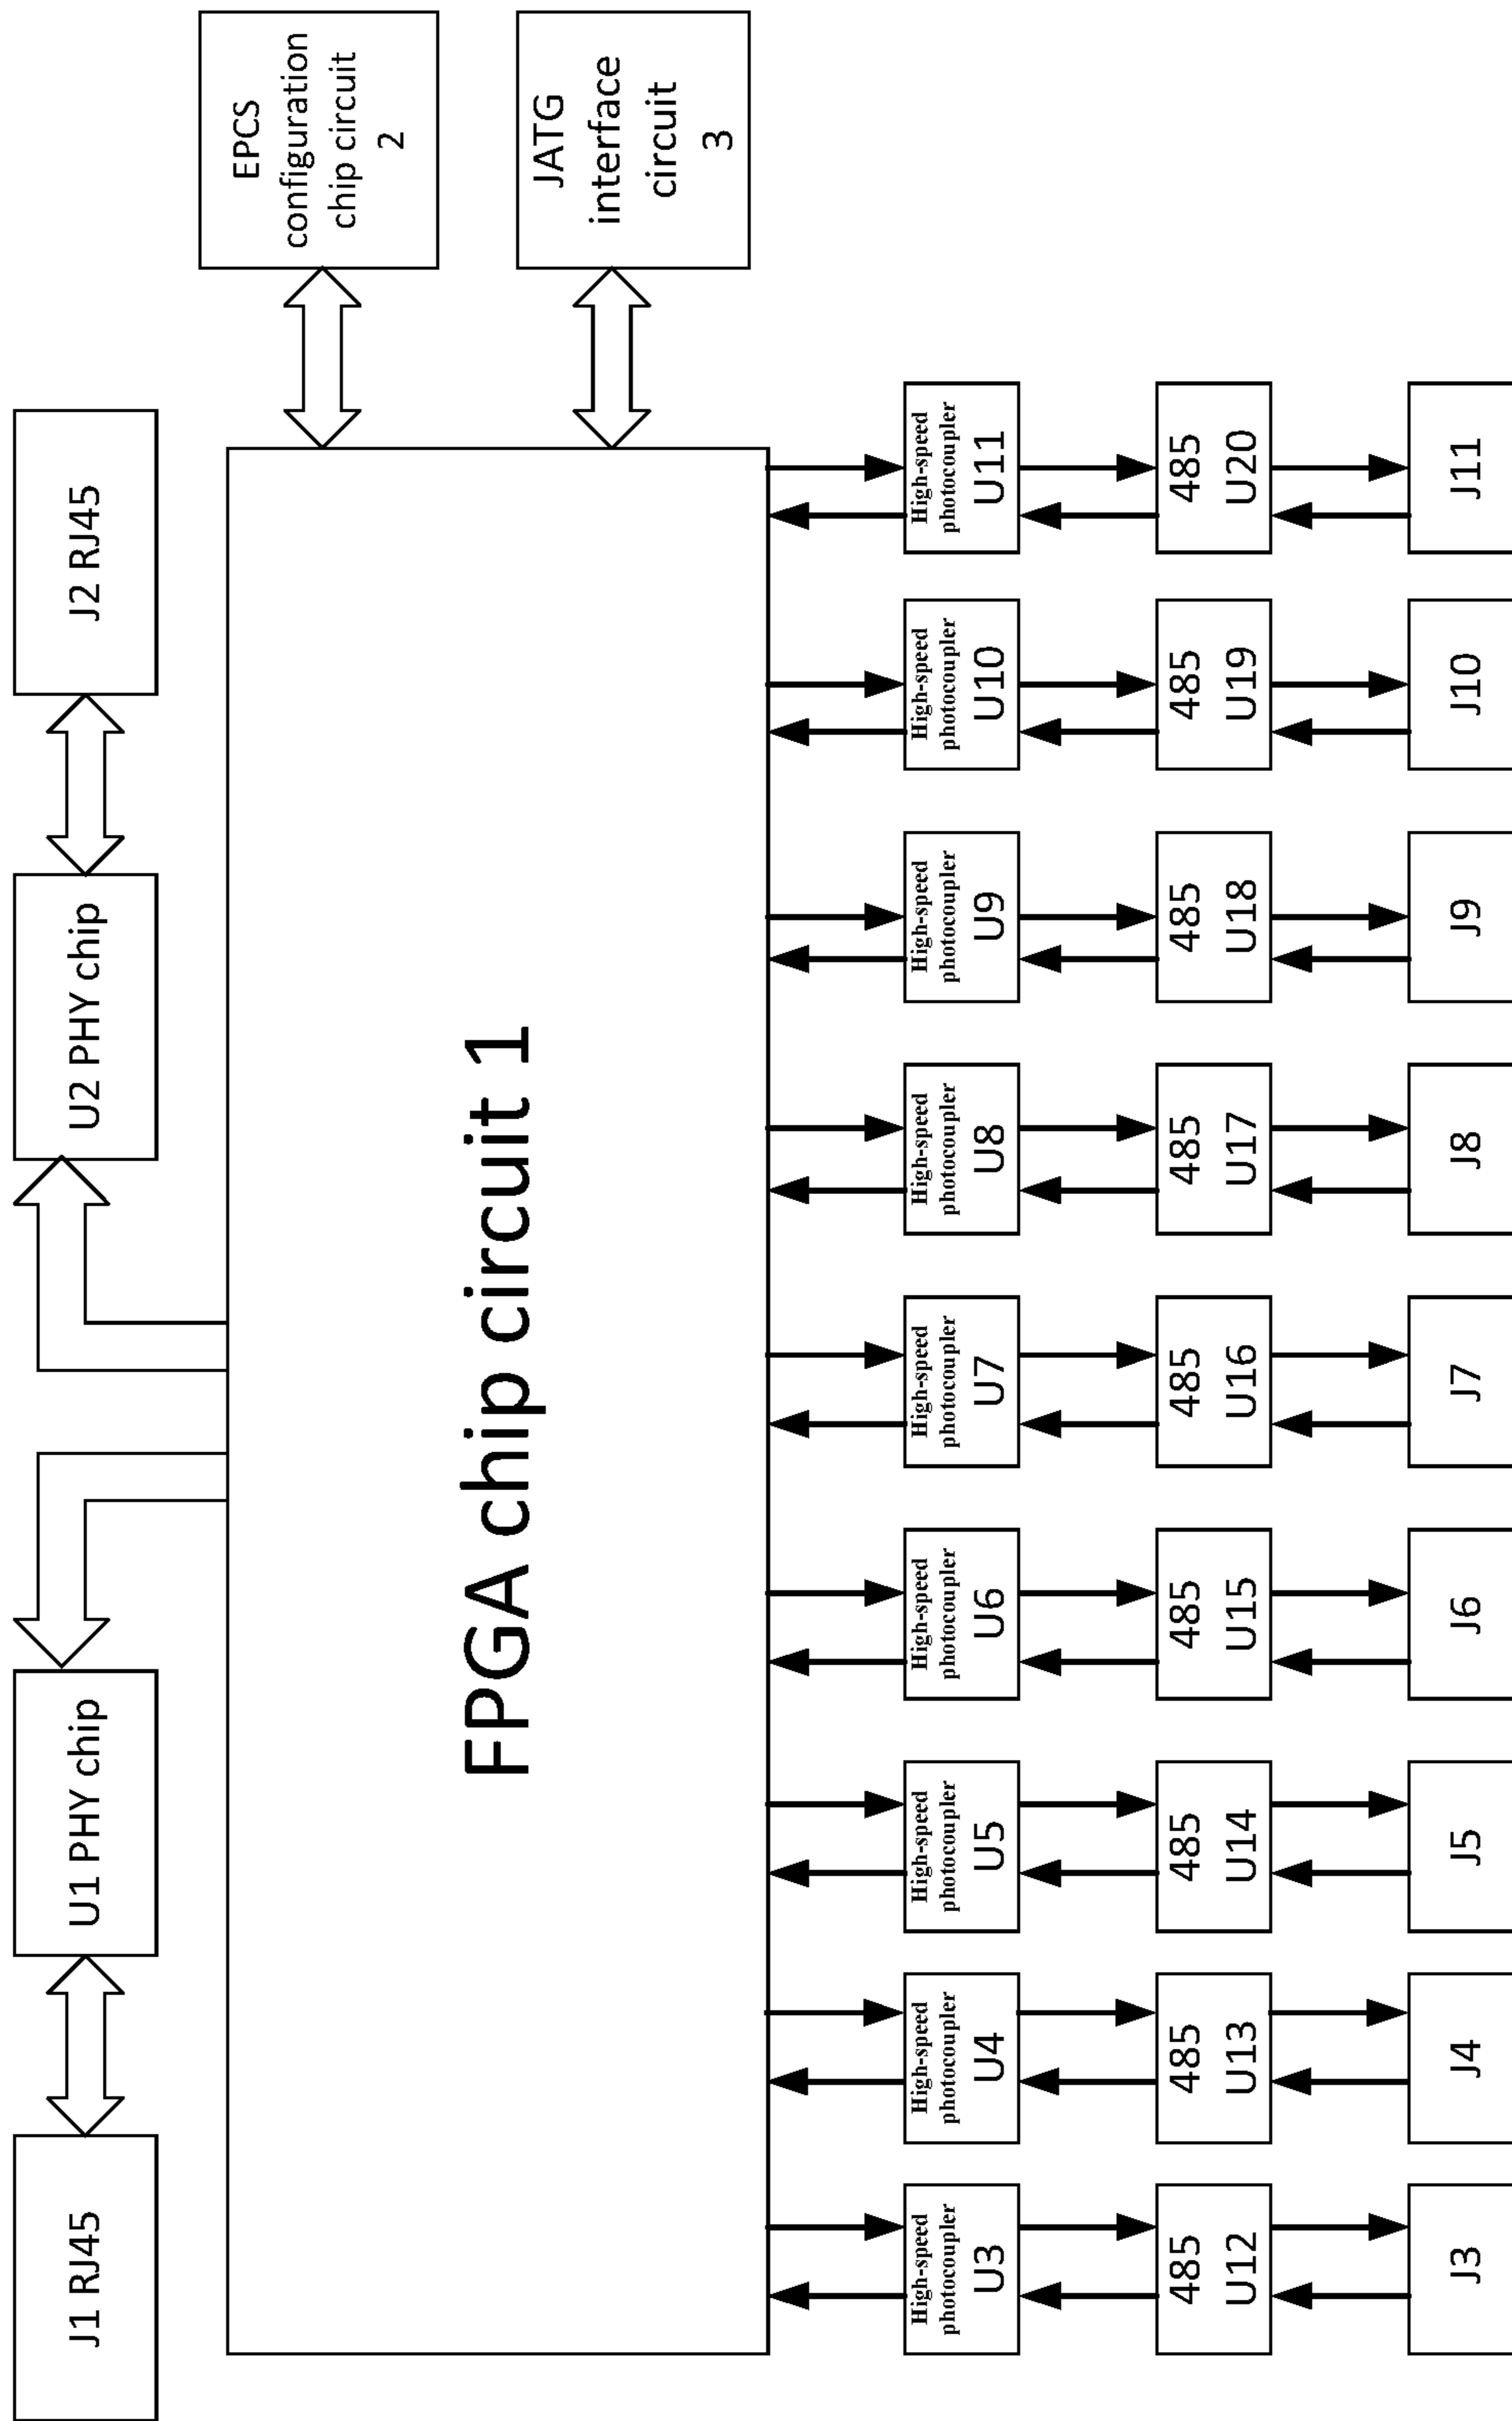 J1 RJ45
U1 PHY chip
U2 PHY chip
J2 RJ45
EPCS
configuration
chip circuit
2
JATG
interface
circuit
3
FPGA chip circuit 1
High-speed
photocoupler
U3
High-speed
photocoupler
U4
High-speed
photocoupler
U5
High-speed
photocoupler
U6
High-speed
photocoupler
U7
High-speed
photocoupler
U8
High-speed
photocoupler
U9
High-speed
photocoupler
U10
High-speed
photocoupler
U11
485
U12
485
U13
485
U14
485
U15
485
U16
485
U17
485
U18
485
U19
485
U20
J3
J4
J5
J6
J7
J8
J9
J10
J11